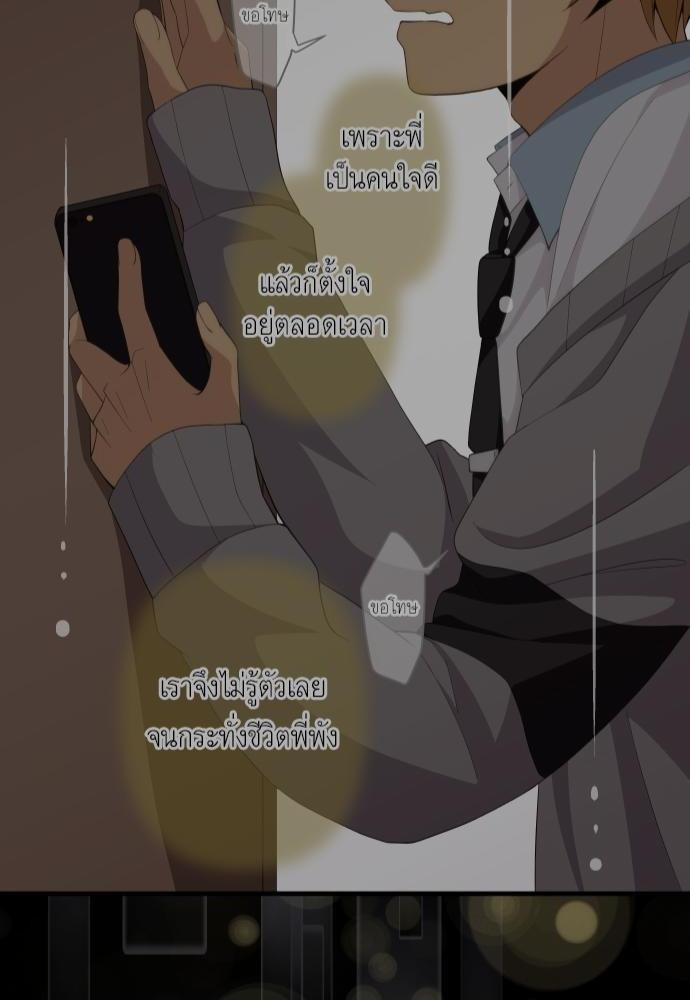 ขอโทษ
เพราะพี่
เป็นคนใจดี
แล้วก็ตั้งใจ
อยู่ตลอดเวลา
ขอโทษ
เราจึงไม่รู้ตัวเลย
จนกระทั่งชีวิตพี่พัง